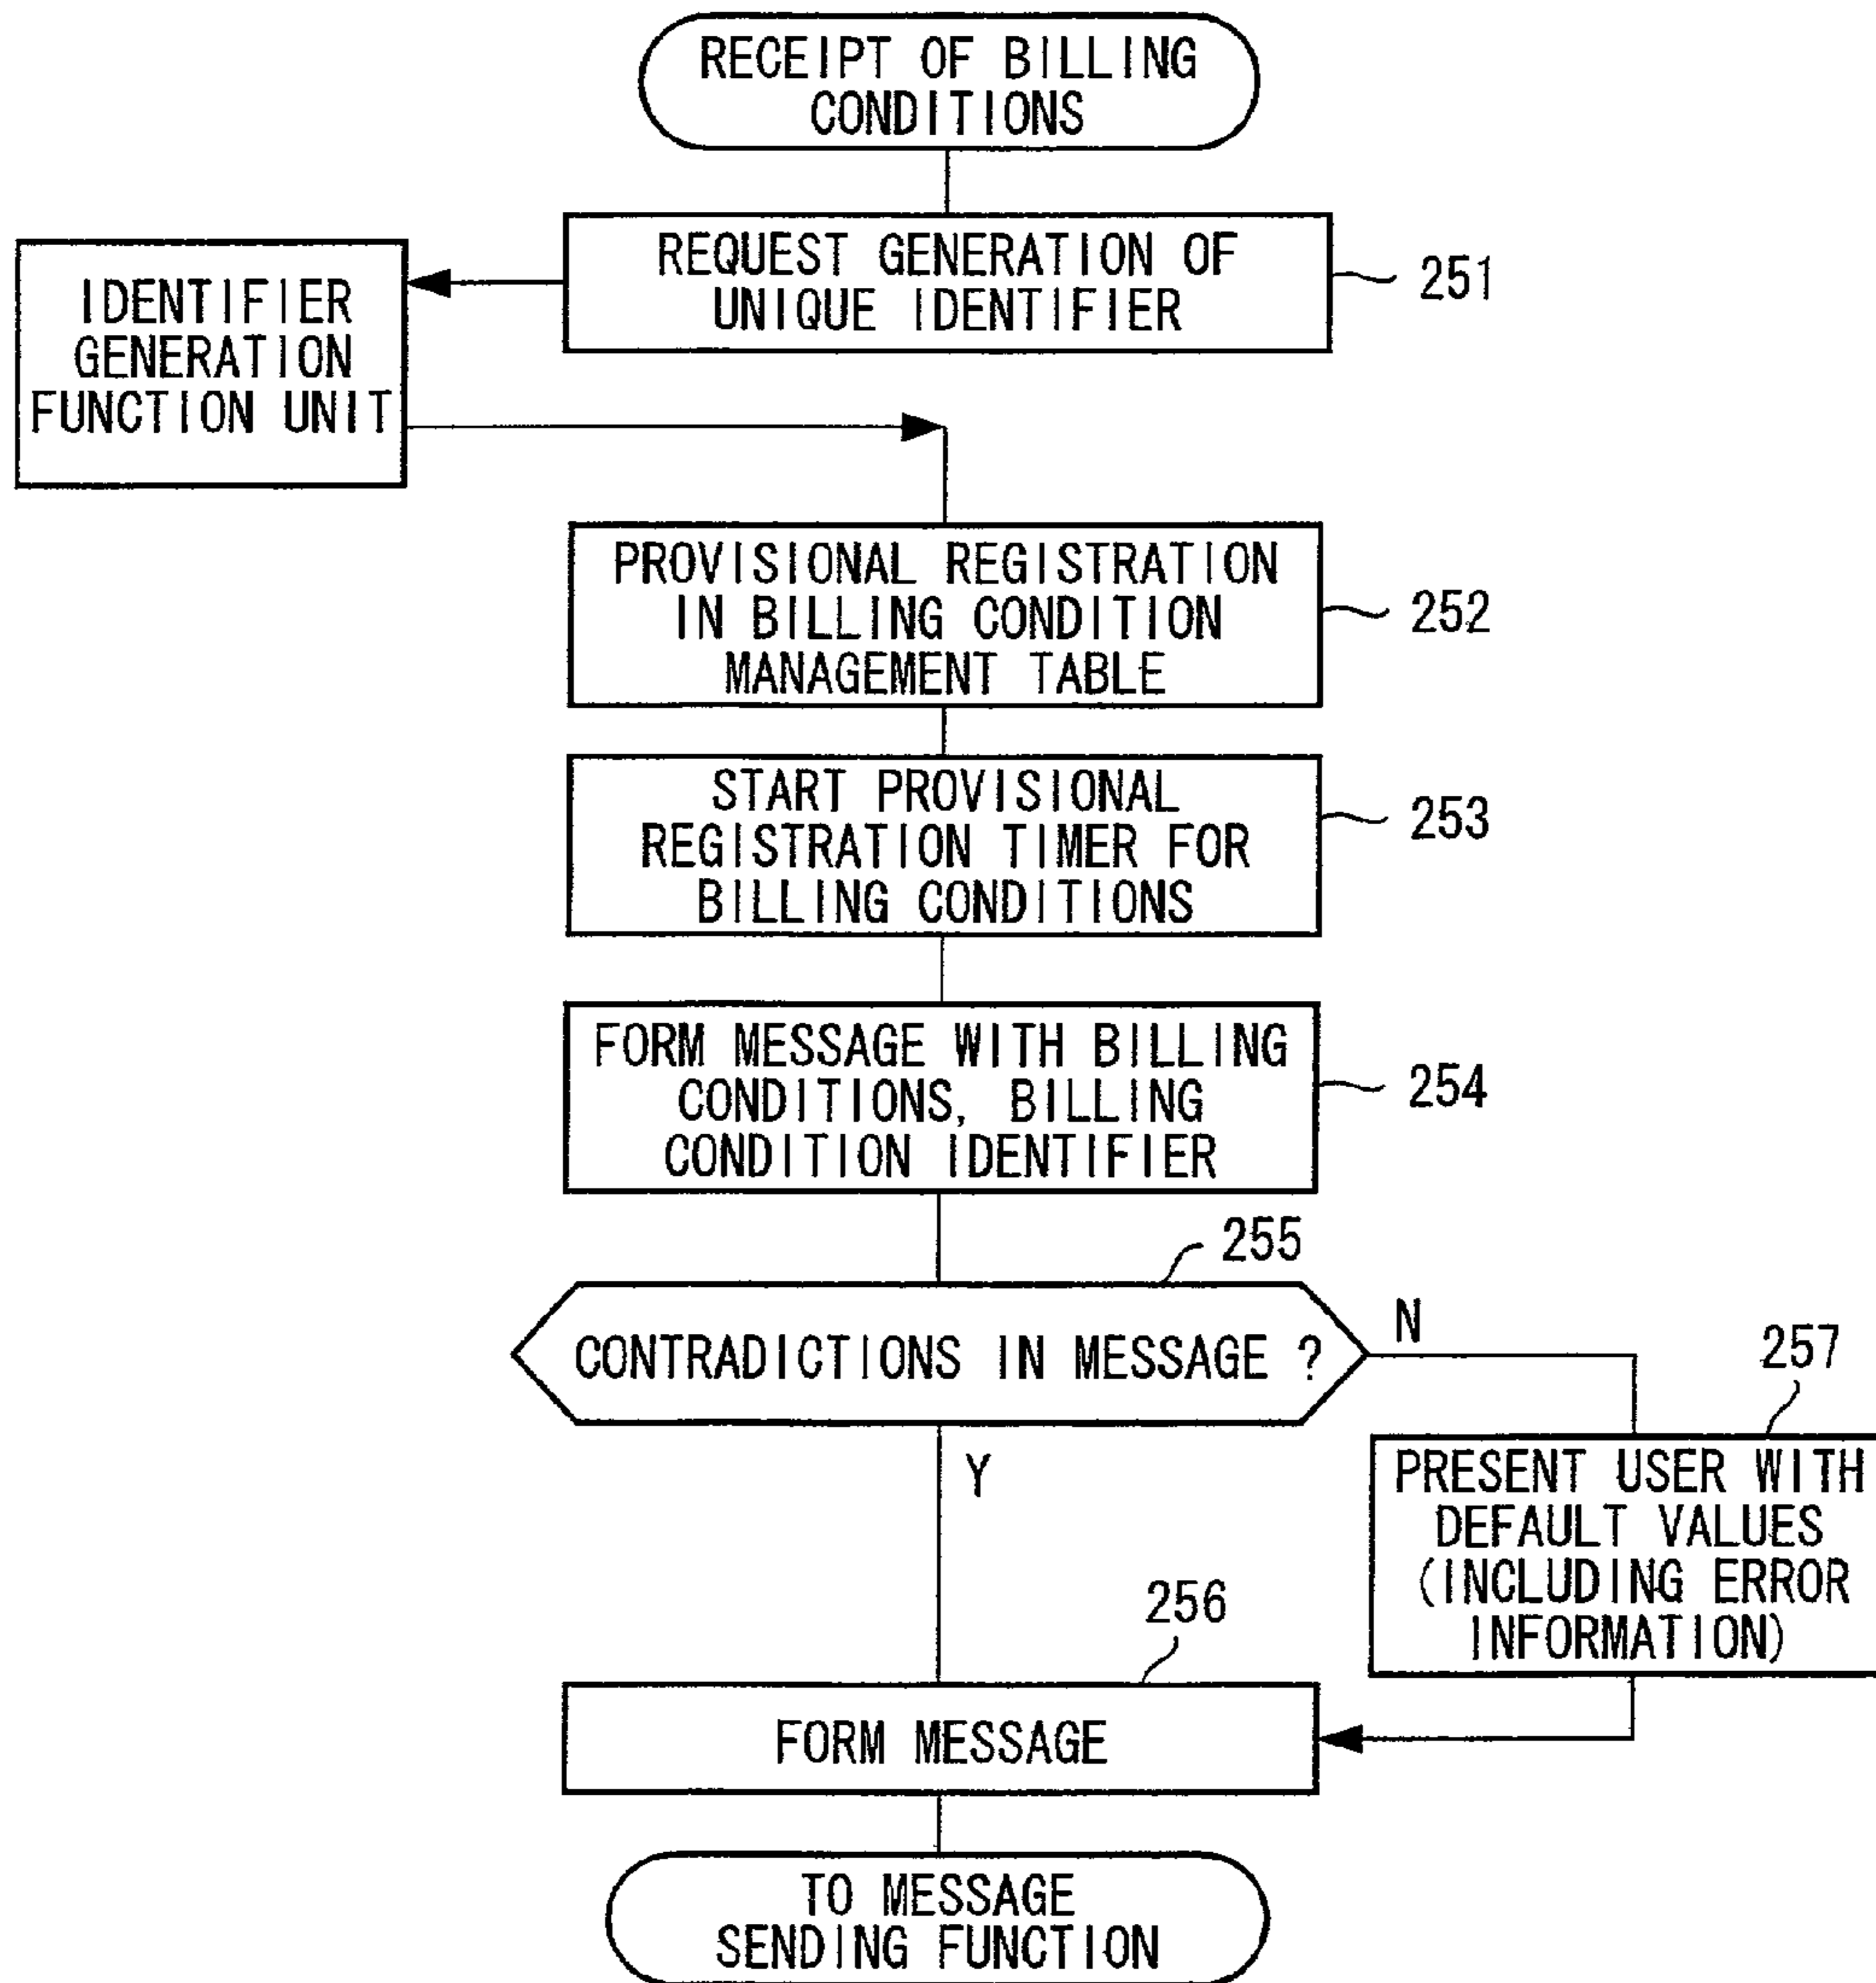 RECEIPT OF BILLING
CONDITIONS
REQUEST GENERATION OF
UNIQUE IDENTIFIER
251
IDENTIFIER
GENERATION
FUNCTION UNIT
PROVISIONAL REGISTRATION
IN BILLING CONDITION
MANAGEMENT TABLE
252
START PROVISIONAL
REGISTRATION TIMER FOR
BILLING CONDITIONS
253
FORM MESSAGE WITH BILLING
CONDITIONS, BILLING
CONDITION IDENTIFIER
254
255
CONTRADICTIONS IN MESSAGE ?
N
Y
257
PRESENT USER WITH
DEFAULT VALUES
(INCLUDING ERROR
INFORMATION)
256
FORM MESSAGE
TO MESSAGE
SENDING FUNCTION